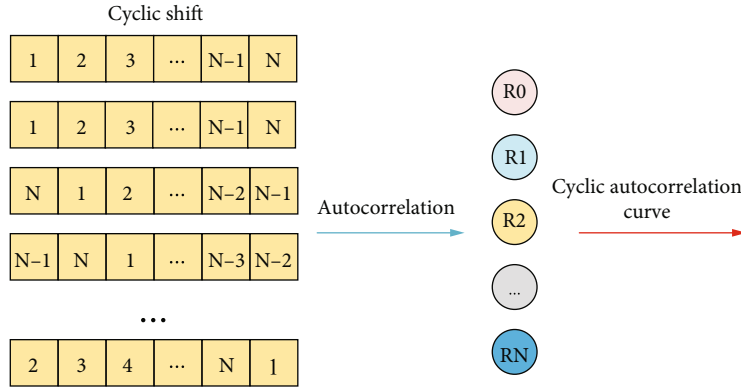 Cyclic shift
1 2 3 ... N–1 N
1 2 3 ... N–1 N
N 1 2 ... N–2 N–1
N–1 N 1 ... N–3 N–2
...
2 3 4 ... N 1
Autocorrelation
R0
R1
R2
...
RN
Cyclic autocorrelation
curve